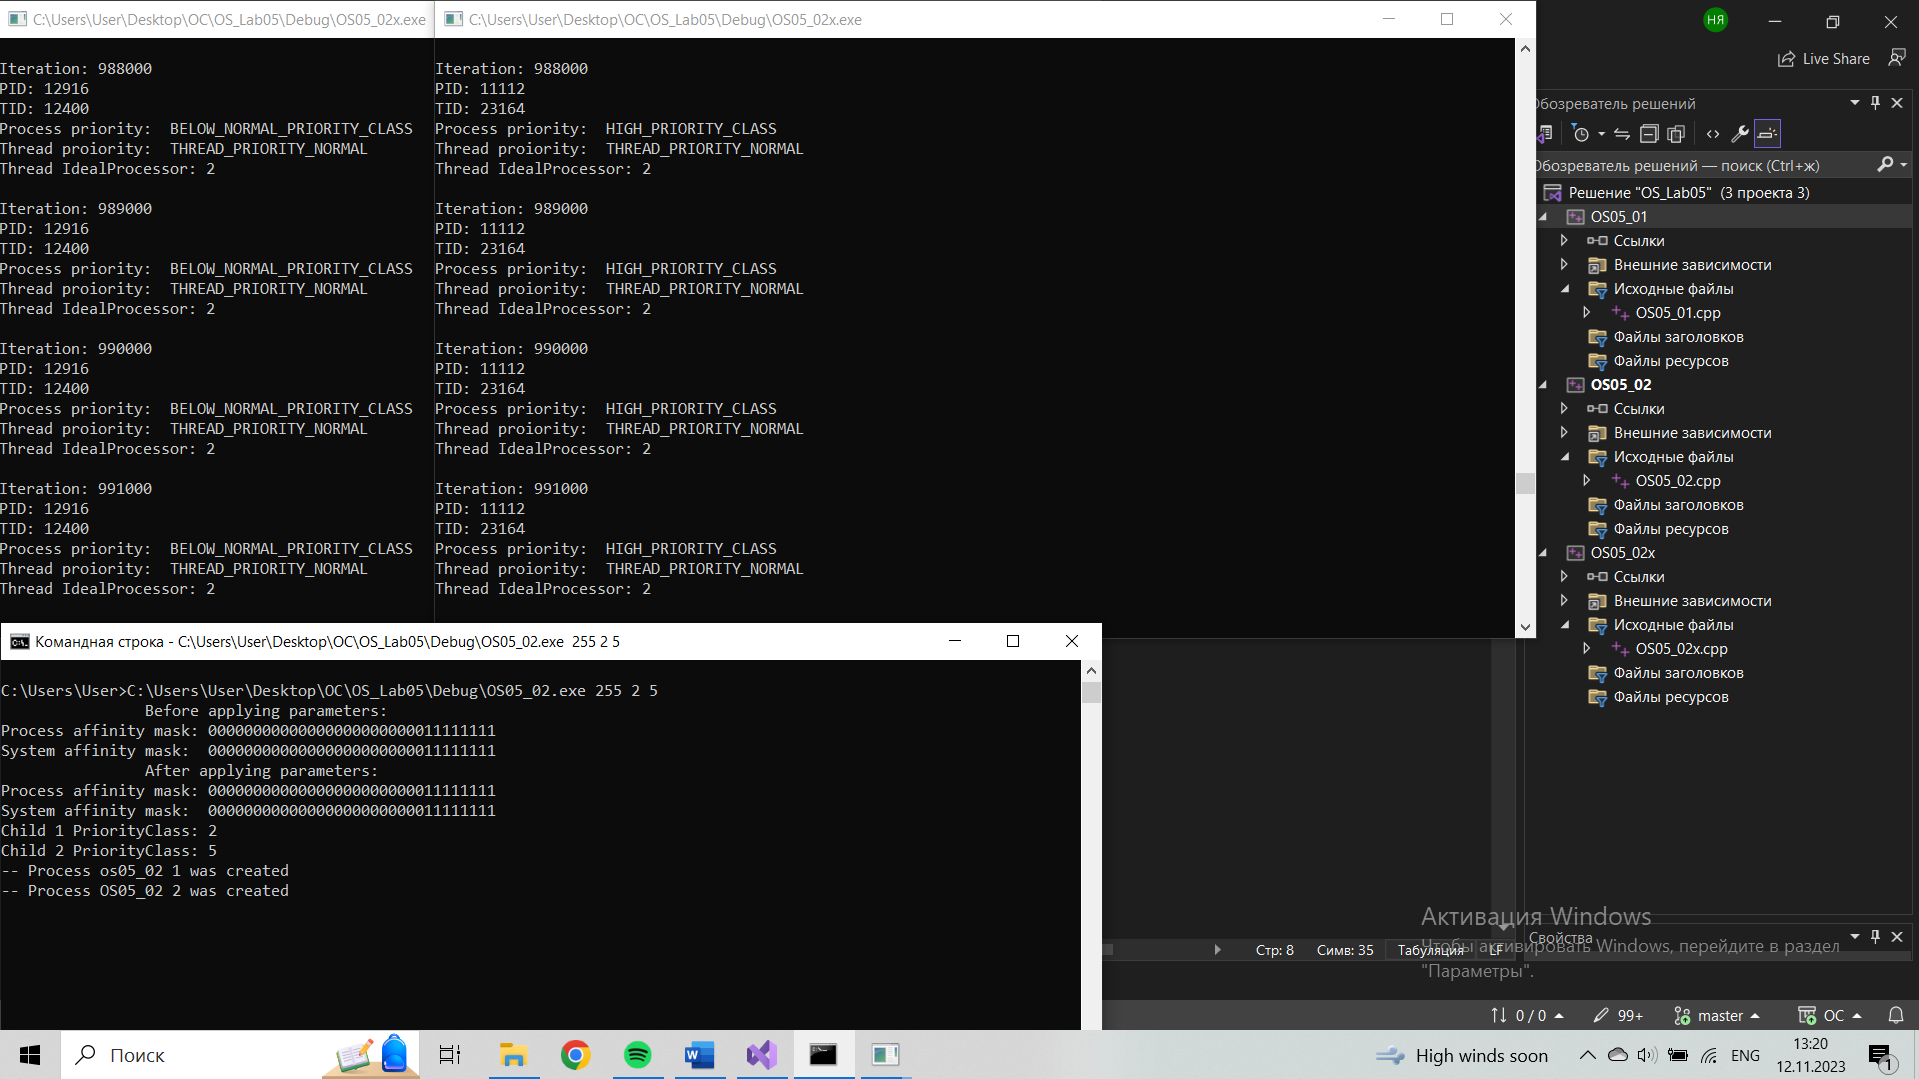 C:\Users\User\Desktop\OC\OS_Lab05\Debug\OS05_02x.exe
Iteration: 988000
PID: 12916
TID: 12400
Process priority:  BELOW_NORMAL_PRIORITY_CLASS
Thread proiority:  THREAD_PRIORITY_NORMAL
Thread IdealProcessor: 2
Iteration: 989000
PID: 12916
TID: 12400
Process priority:  BELOW_NORMAL_PRIORITY_CLASS
Thread proiority:  THREAD_PRIORITY_NORMAL
Thread IdealProcessor: 2
Iteration: 990000
PID: 12916
TID: 12400
Process priority:  BELOW_NORMAL_PRIORITY_CLASS
Thread proiority:  THREAD_PRIORITY_NORMAL
Thread IdealProcessor: 2
Iteration: 991000
PID: 12916
TID: 12400
Process priority:  BELOW_NORMAL_PRIORITY_CLASS
Thread proiority:  THREAD_PRIORITY_NORMAL
Thread IdealProcessor: 2
C:\Users\User\Desktop\OC\OS_Lab05\Debug\OS05_02x.exe
Iteration: 988000
PID: 11112
TID: 23164
Process priority:  HIGH_PRIORITY_CLASS
Thread proiority:  THREAD_PRIORITY_NORMAL
Thread IdealProcessor: 2
Iteration: 989000
PID: 11112
TID: 23164
Process priority:  HIGH_PRIORITY_CLASS
Thread proiority:  THREAD_PRIORITY_NORMAL
Thread IdealProcessor: 2
Iteration: 990000
PID: 11112
TID: 23164
Process priority:  HIGH_PRIORITY_CLASS
Thread proiority:  THREAD_PRIORITY_NORMAL
Thread IdealProcessor: 2
Iteration: 991000
PID: 11112
TID: 23164
Process priority:  HIGH_PRIORITY_CLASS
Thread proiority:  THREAD_PRIORITY_NORMAL
Thread IdealProcessor: 2
Командная строка - C:\Users\User\Desktop\OC\OS_Lab05\Debug\OS05_02.exe  255 2 5
C:\Users\User>C:\Users\User\Desktop\OC\OS_Lab05\Debug\OS05_02.exe 255 2 5
Before applying parameters:
Process affinity mask: 00000000000000000000000011111111
System affinity mask:  00000000000000000000000011111111
After applying parameters:
Process affinity mask: 00000000000000000000000011111111
System affinity mask:  00000000000000000000000011111111
Child 1 PriorityClass: 2
Child 2 PriorityClass: 5
-- Process os05_02 1 was created
-- Process OS05_02 2 was created
НЯ
Live Share
Обозреватель решений
Обозреватель решений — поиск (Ctrl+ж)
Решение "OS_Lab05" (3 проекта 3)
OS05_01
Ссылки
Внешние зависимости
Исходные файлы
OS05_01.cpp
Файлы заголовков
Файлы ресурсов
OS05_02
Ссылки
Внешние зависимости
Исходные файлы
OS05_02.cpp
Файлы заголовков
Файлы ресурсов
OS05_02x
Ссылки
Внешние зависимости
Исходные файлы
OS05_02x.cpp
Файлы заголовков
Файлы ресурсов
Свойства
Активация Windows
Чтобы активировать Windows, перейдите в раздел
"Параметры".
Стр: 8 Симв: 35 Табуляция LF
0 / 0 99+ master OC
Поиск
High winds soon
ENG
13:20
12.11.2023
1